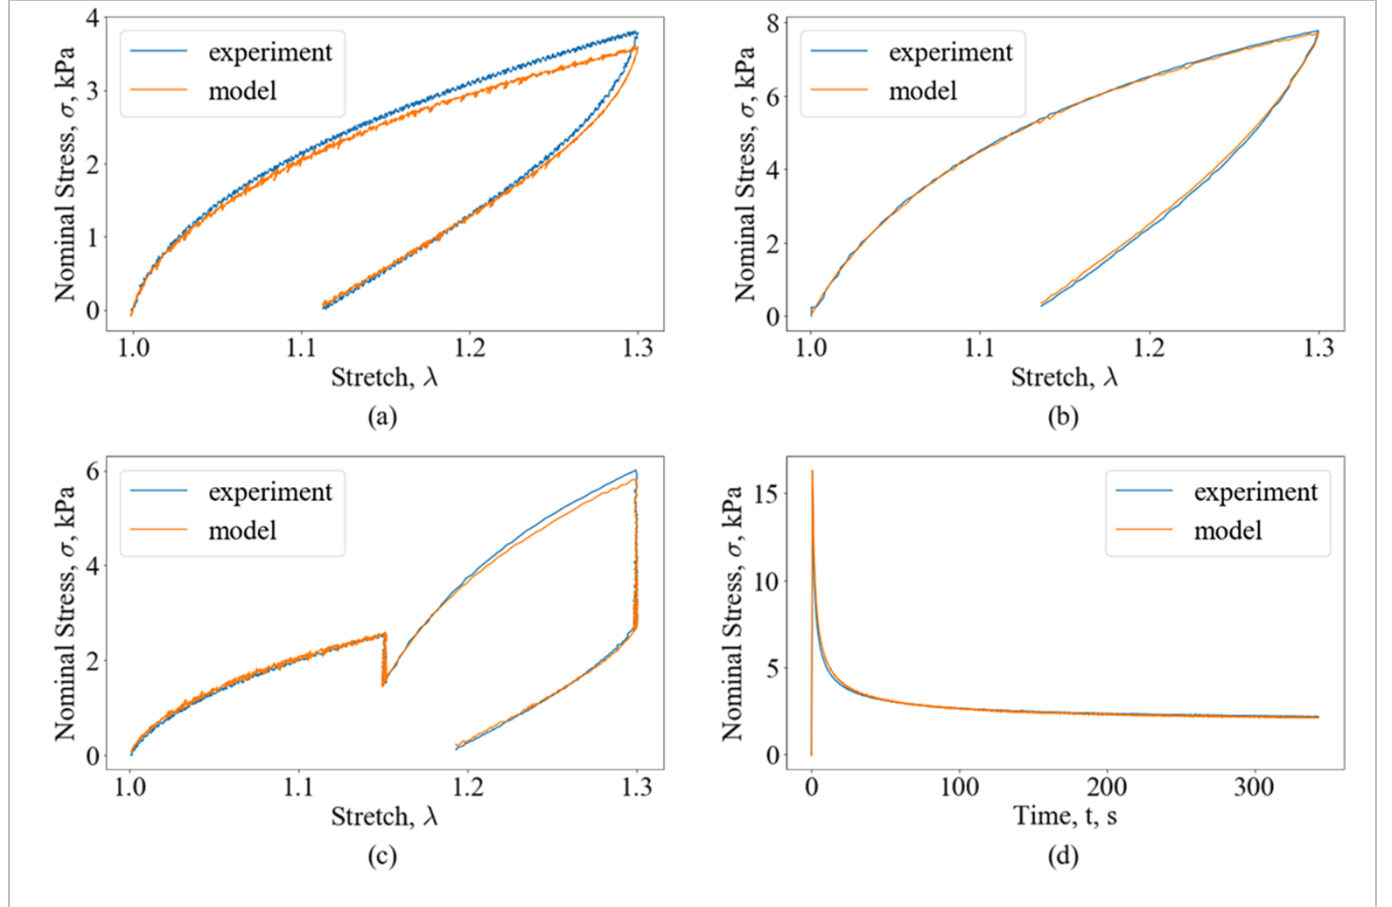 4
3
2
1
0
Nominal Stress, σ, kPa
experiment
model
1.0 1.1 1.2 1.3
Stretch, λ
(a)
8
6
4
2
0
Nominal Stress, σ, kPa
experiment
model
1.0 1.1 1.2 1.3
Stretch, λ
(b)
6
4
2
0
Nominal Stress, σ, kPa
experiment
model
1.0 1.1 1.2 1.3
Stretch, λ
(c)
15
10
5
0
Nominal Stress, σ, kPa
experiment
model
0 100 200 300
Time, t, s
(d)